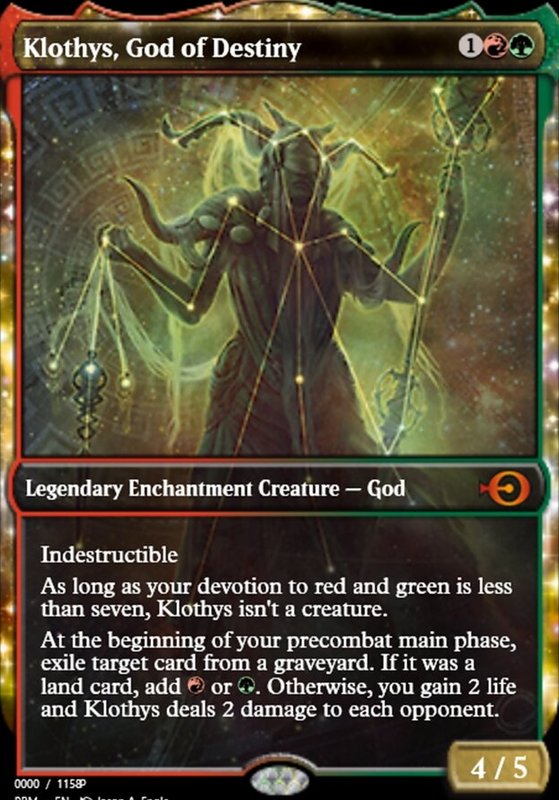 Klothys, God of Destiny 1
Legendary Enchantment Creature — God
Indestructible
As long as your devotion to red and green is less
than seven, Klothys isn't a creature.
At the beginning of your precombat main phase,
exile target card from a graveyard. If it was a
land card, add or . Otherwise, you gain 2 life
and Klothys deals 2 damage to each opponent.
4 / 5
0000 / 1158P